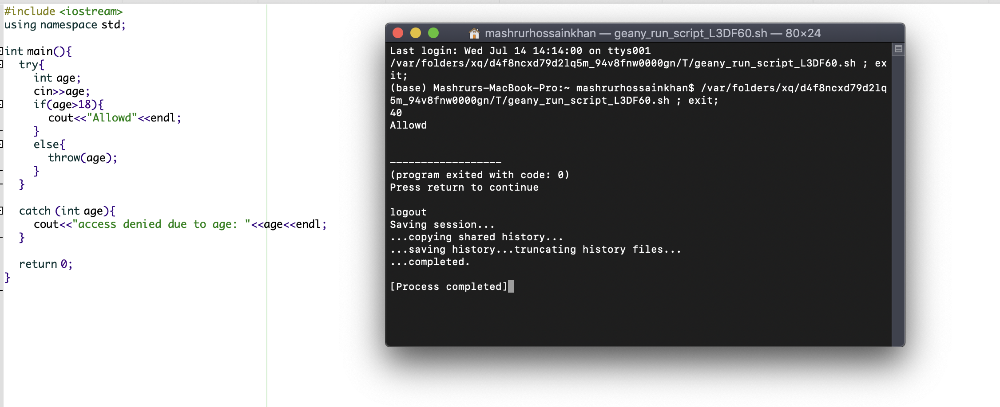 #include <iostream>
using namespace std;
int main(){
try{
int age;
cin>>age;
if(age>18){
cout<<"Allowd"<<endl;
}
else{
throw(age);
}
}
catch (int age){
cout<<"access denied due to age: "<<age<<endl;
}
return 0;
}
mashrurhossainkhan — geany_run_script_L3DF60.sh — 80×24
Last login: Wed Jul 14 14:14:00 on ttys001
/var/folders/xq/d4f8ncxd79d2lq5m_94v8fnw0000gn/T/geany_run_script_L3DF60.sh ; ex
it;
(base) Mashrurs-MacBook-Pro:~ mashrurhossainkhan$ /var/folders/xq/d4f8ncxd79d2lq
5m_94v8fnw0000gn/T/geany_run_script_L3DF60.sh ; exit;
40
Allowd
------------------
(program exited with code: 0)
Press return to continue
logout
Saving session...
...copying shared history...
...saving history...truncating history files...
...completed.
[Process completed]